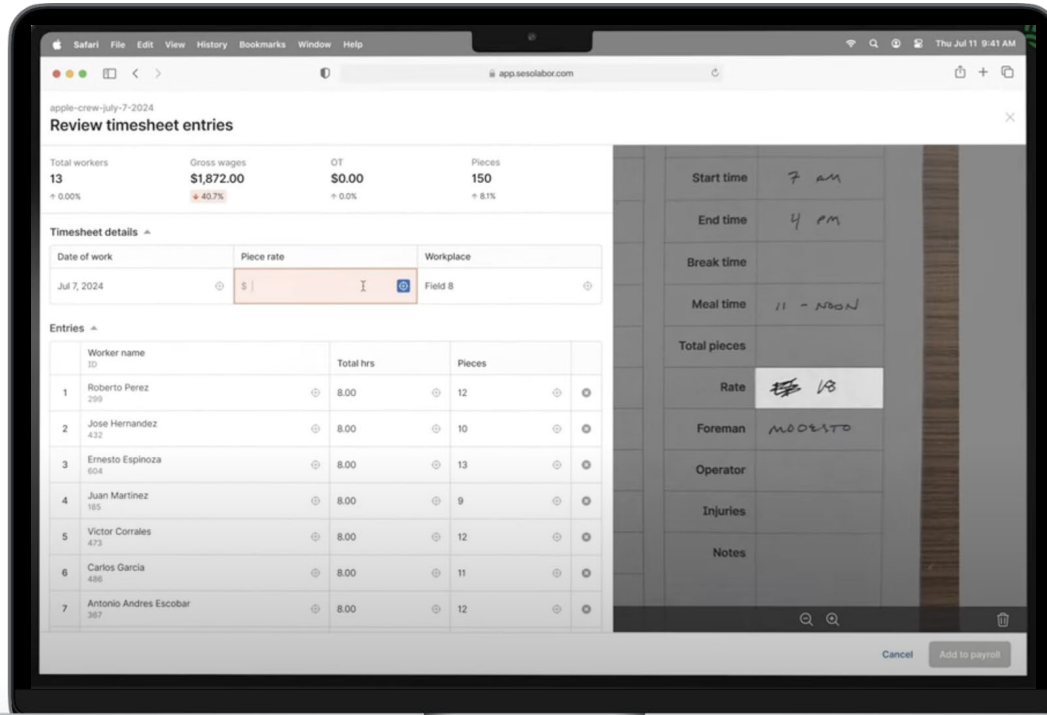 Safari File Edit View History Bookmarks Window Help
Thu Jul 11 9:41 AM
app.sesolabor.com
apple-crew-july-7-2024
Review timesheet entries
Total workers Gross wages OT Pieces
13 $1,872.00 $0.00 150
↑ 0.00% ↓ 40.7% ↑ 0.0% ↑ 8.1%
Timesheet details
Date of work Piece rate Workplace
Jul 7, 2024 $ Field 8
Entries
Worker name Total hrs Pieces
ID
1 Roberto Perez 8.00 12
299
2 Jose Hernandez 8.00 10
432
3 Ernesto Espinoza 8.00 13
604
4 Juan Martinez 8.00 9
185
5 Victor Corrales 8.00 12
473
6 Carlos Garcia 8.00 11
486
7 Antonio Andres Escobar 8.00 12
367
Start time 7 am
End time 4 pm
Break time
Meal time 11 - NOON
Total pieces
Rate 18
Foreman MODESTO
Operator
Injuries
Notes
Cancel Add to payroll